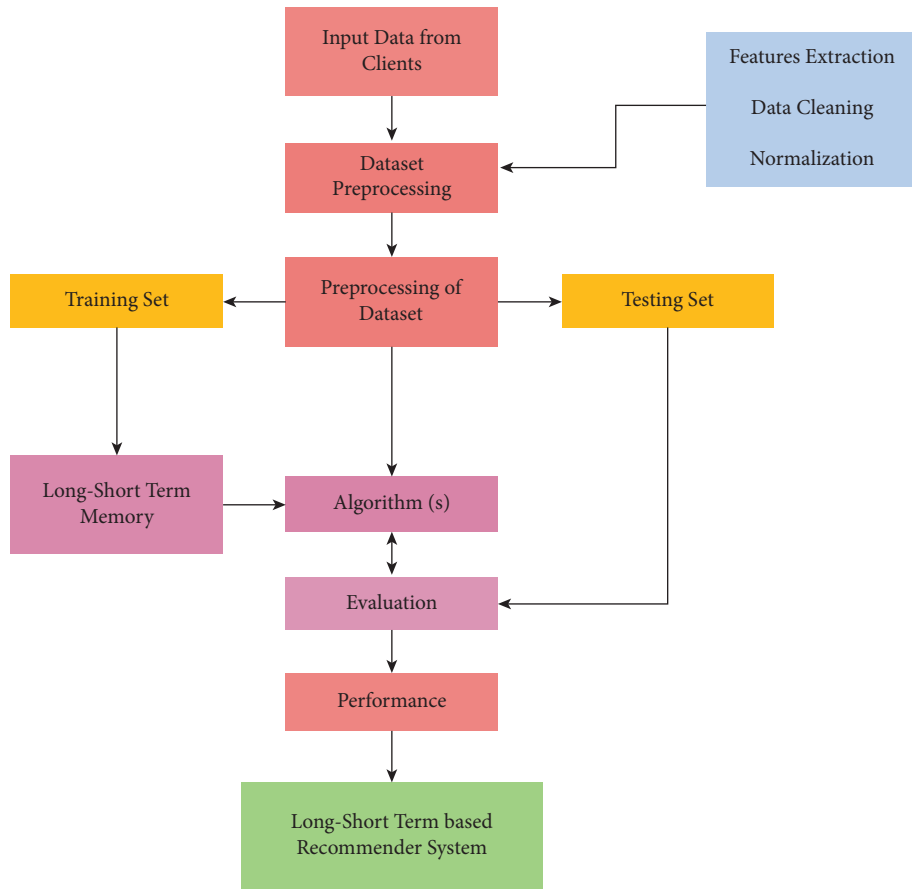 Input Data from
Clients
Features Extraction
Data Cleaning
Normalization
Dataset
Preprocessing
Training Set
Preprocessing of
Dataset
Testing Set
Long-Short Term
Memory
Algorithm (s)
Evaluation
Performance
Long-Short Term based
Recommender System